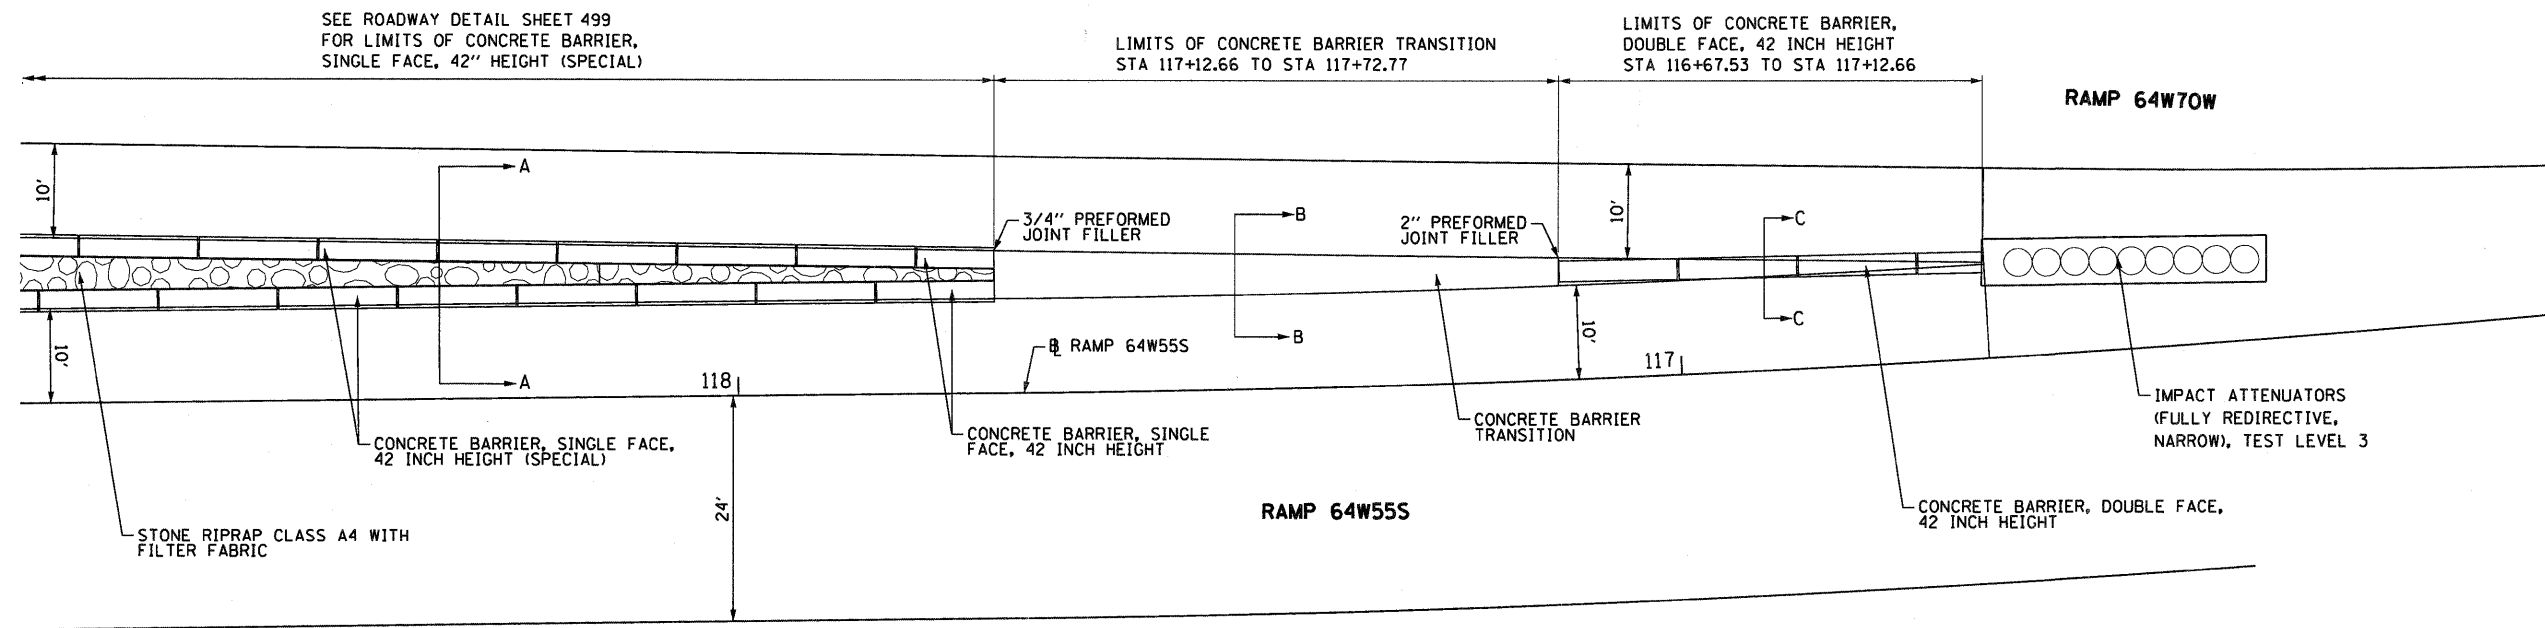 SEE ROADWAY DETAIL SHEET 499
FOR LIMITS OF CONCRETE BARRIER,
SINGLE FACE, 42" HEIGHT (SPECIAL)
LIMITS OF CONCRETE BARRIER TRANSITION
STA 117+12.66 TO STA 117+72.77
LIMITS OF CONCRETE BARRIER,
DOUBLE FACE, 42 INCH HEIGHT
STA 116+67.53 TO STA 117+12.66
RAMP 64W70W
10'
A
3/4" PREFORMED
JOINT FILLER
B
2" PREFORMED
JOINT FILLER
10'
C
10'
A
B
℄ RAMP 64W55S
118
10'
117
C
CONCRETE BARRIER, SINGLE FACE,
42 INCH HEIGHT (SPECIAL)
CONCRETE BARRIER, SINGLE
FACE, 42 INCH HEIGHT
CONCRETE BARRIER
TRANSITION
IMPACT ATTENUATORS
(FULLY REDIRECTIVE,
NARROW), TEST LEVEL 3
24'
RAMP 64W55S
CONCRETE BARRIER, DOUBLE FACE,
42 INCH HEIGHT
STONE RIPRAP CLASS A4 WITH
FILTER FABRIC